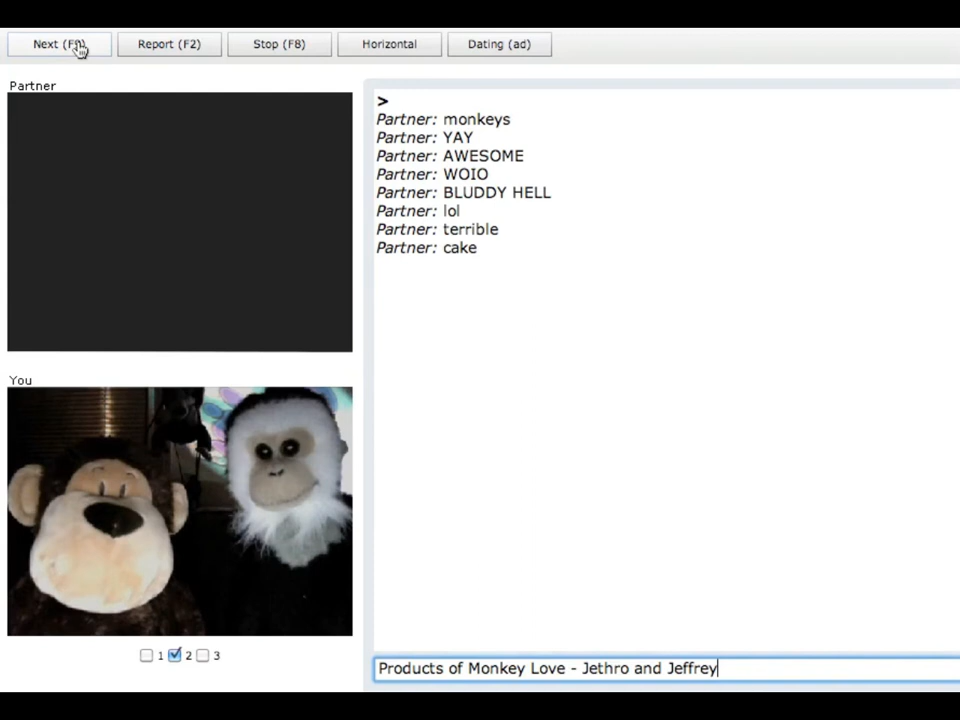 Next (F9) Report (F2) Stop (F8) Horizontal Dating (ad)
Partner
>
Partner: monkeys
Partner: YAY
Partner: AWESOME
Partner: WOIO
Partner: BLUDDY HELL
Partner: lol
Partner: terrible
Partner: cake
You
1 2 3
Products of Monkey Love - Jethro and Jeffrey